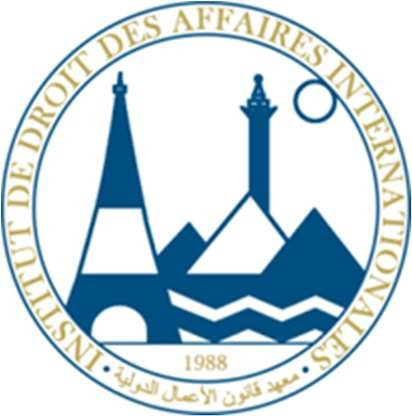 INSTITUT DE DROIT DES AFFAIRES INTERNATIONALES
1988
معهد قانون الأعمال الدولية